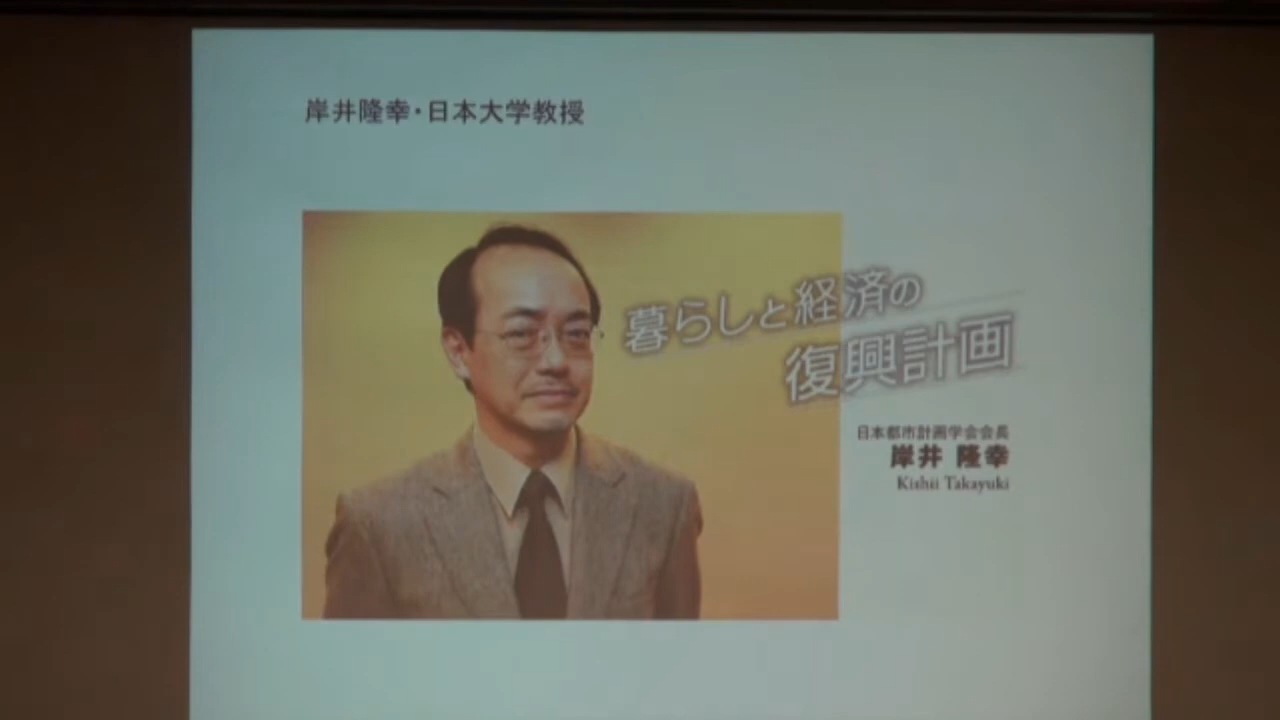 岸井隆幸・日本大学教授
暮らしと経済の
復興計画
日本都市計画学会会長
岸井 隆幸
Kishii Takayuki